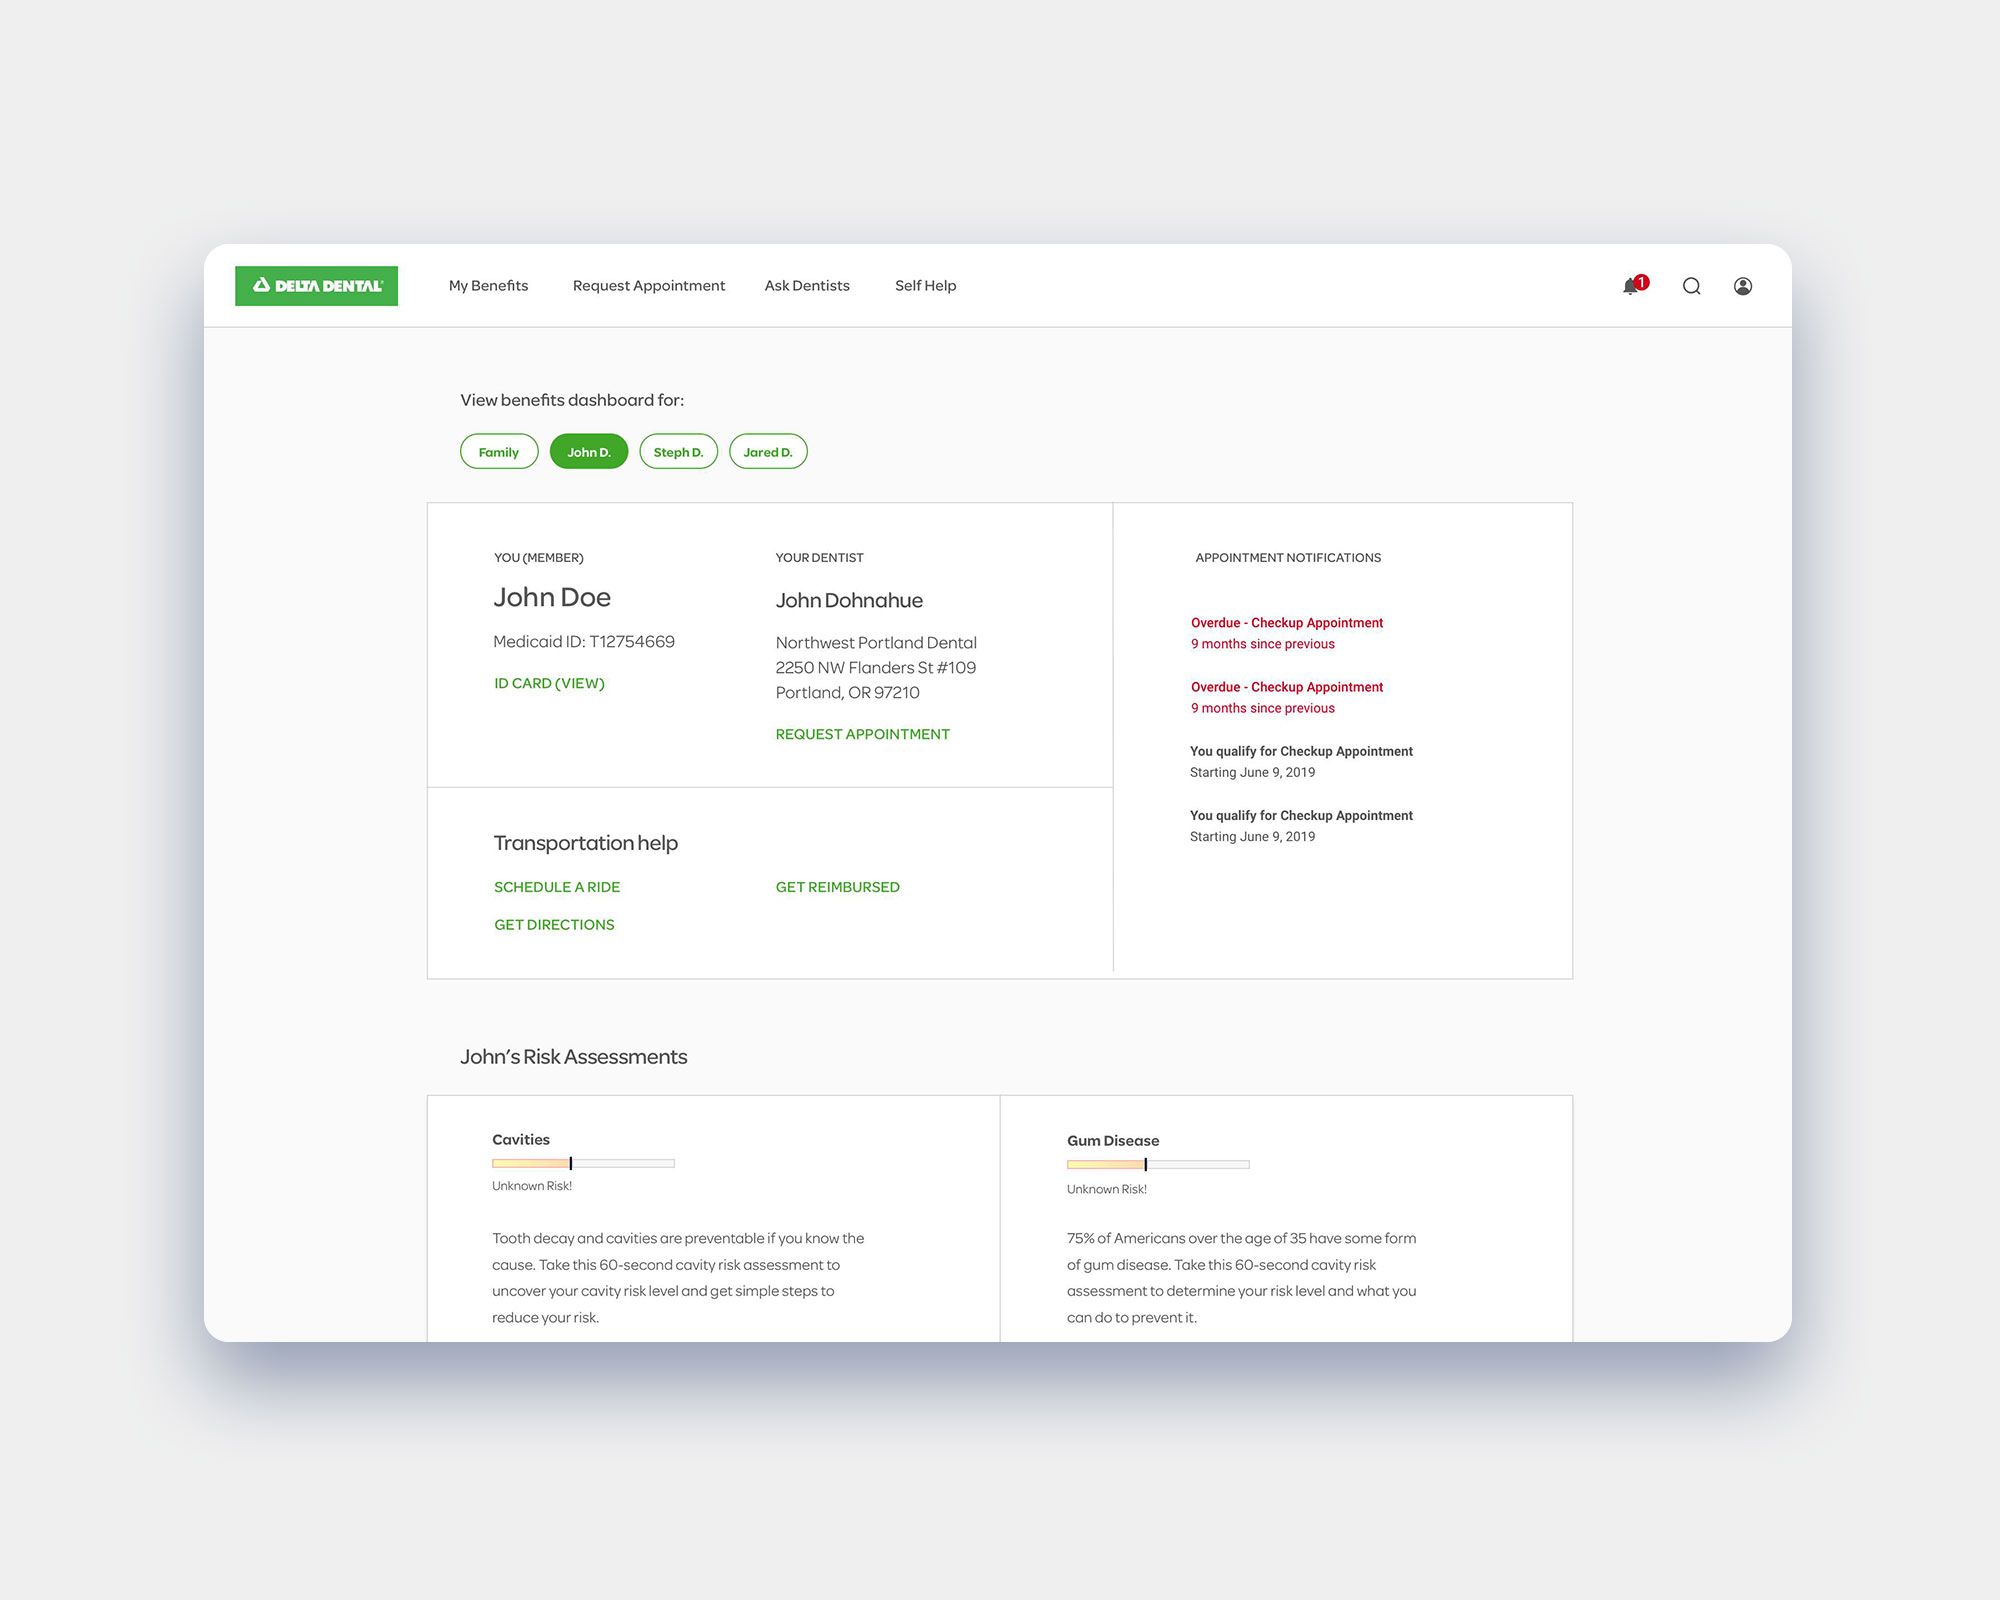 DELTA DENTAL
My Benefits
Request Appointment
Ask Dentists
Self Help
1
View benefits dashboard for:
Family
John D.
Steph D.
Jared D.
YOU (MEMBER)
John Doe
Medicaid ID: T12754669
ID CARD (VIEW)
YOUR DENTIST
John Dohnahue
Northwest Portland Dental
2250 NW Flanders St #109
Portland, OR 97210
REQUEST APPOINTMENT
Transportation help
SCHEDULE A RIDE
GET REIMBURSED
GET DIRECTIONS
APPOINTMENT NOTIFICATIONS
Overdue - Checkup Appointment
9 months since previous
Overdue - Checkup Appointment
9 months since previous
You qualify for Checkup Appointment
Starting June 9, 2019
You qualify for Checkup Appointment
Starting June 9, 2019
John's Risk Assessments
Cavities
Unknown Risk!
Tooth decay and cavities are preventable if you know the
cause. Take this 60-second cavity risk assessment to
uncover your cavity risk level and get simple steps to
reduce your risk.
Gum Disease
Unknown Risk!
75% of Americans over the age of 35 have some form
of gum disease. Take this 60-second cavity risk
assessment to determine your risk level and what you
can do to prevent it.